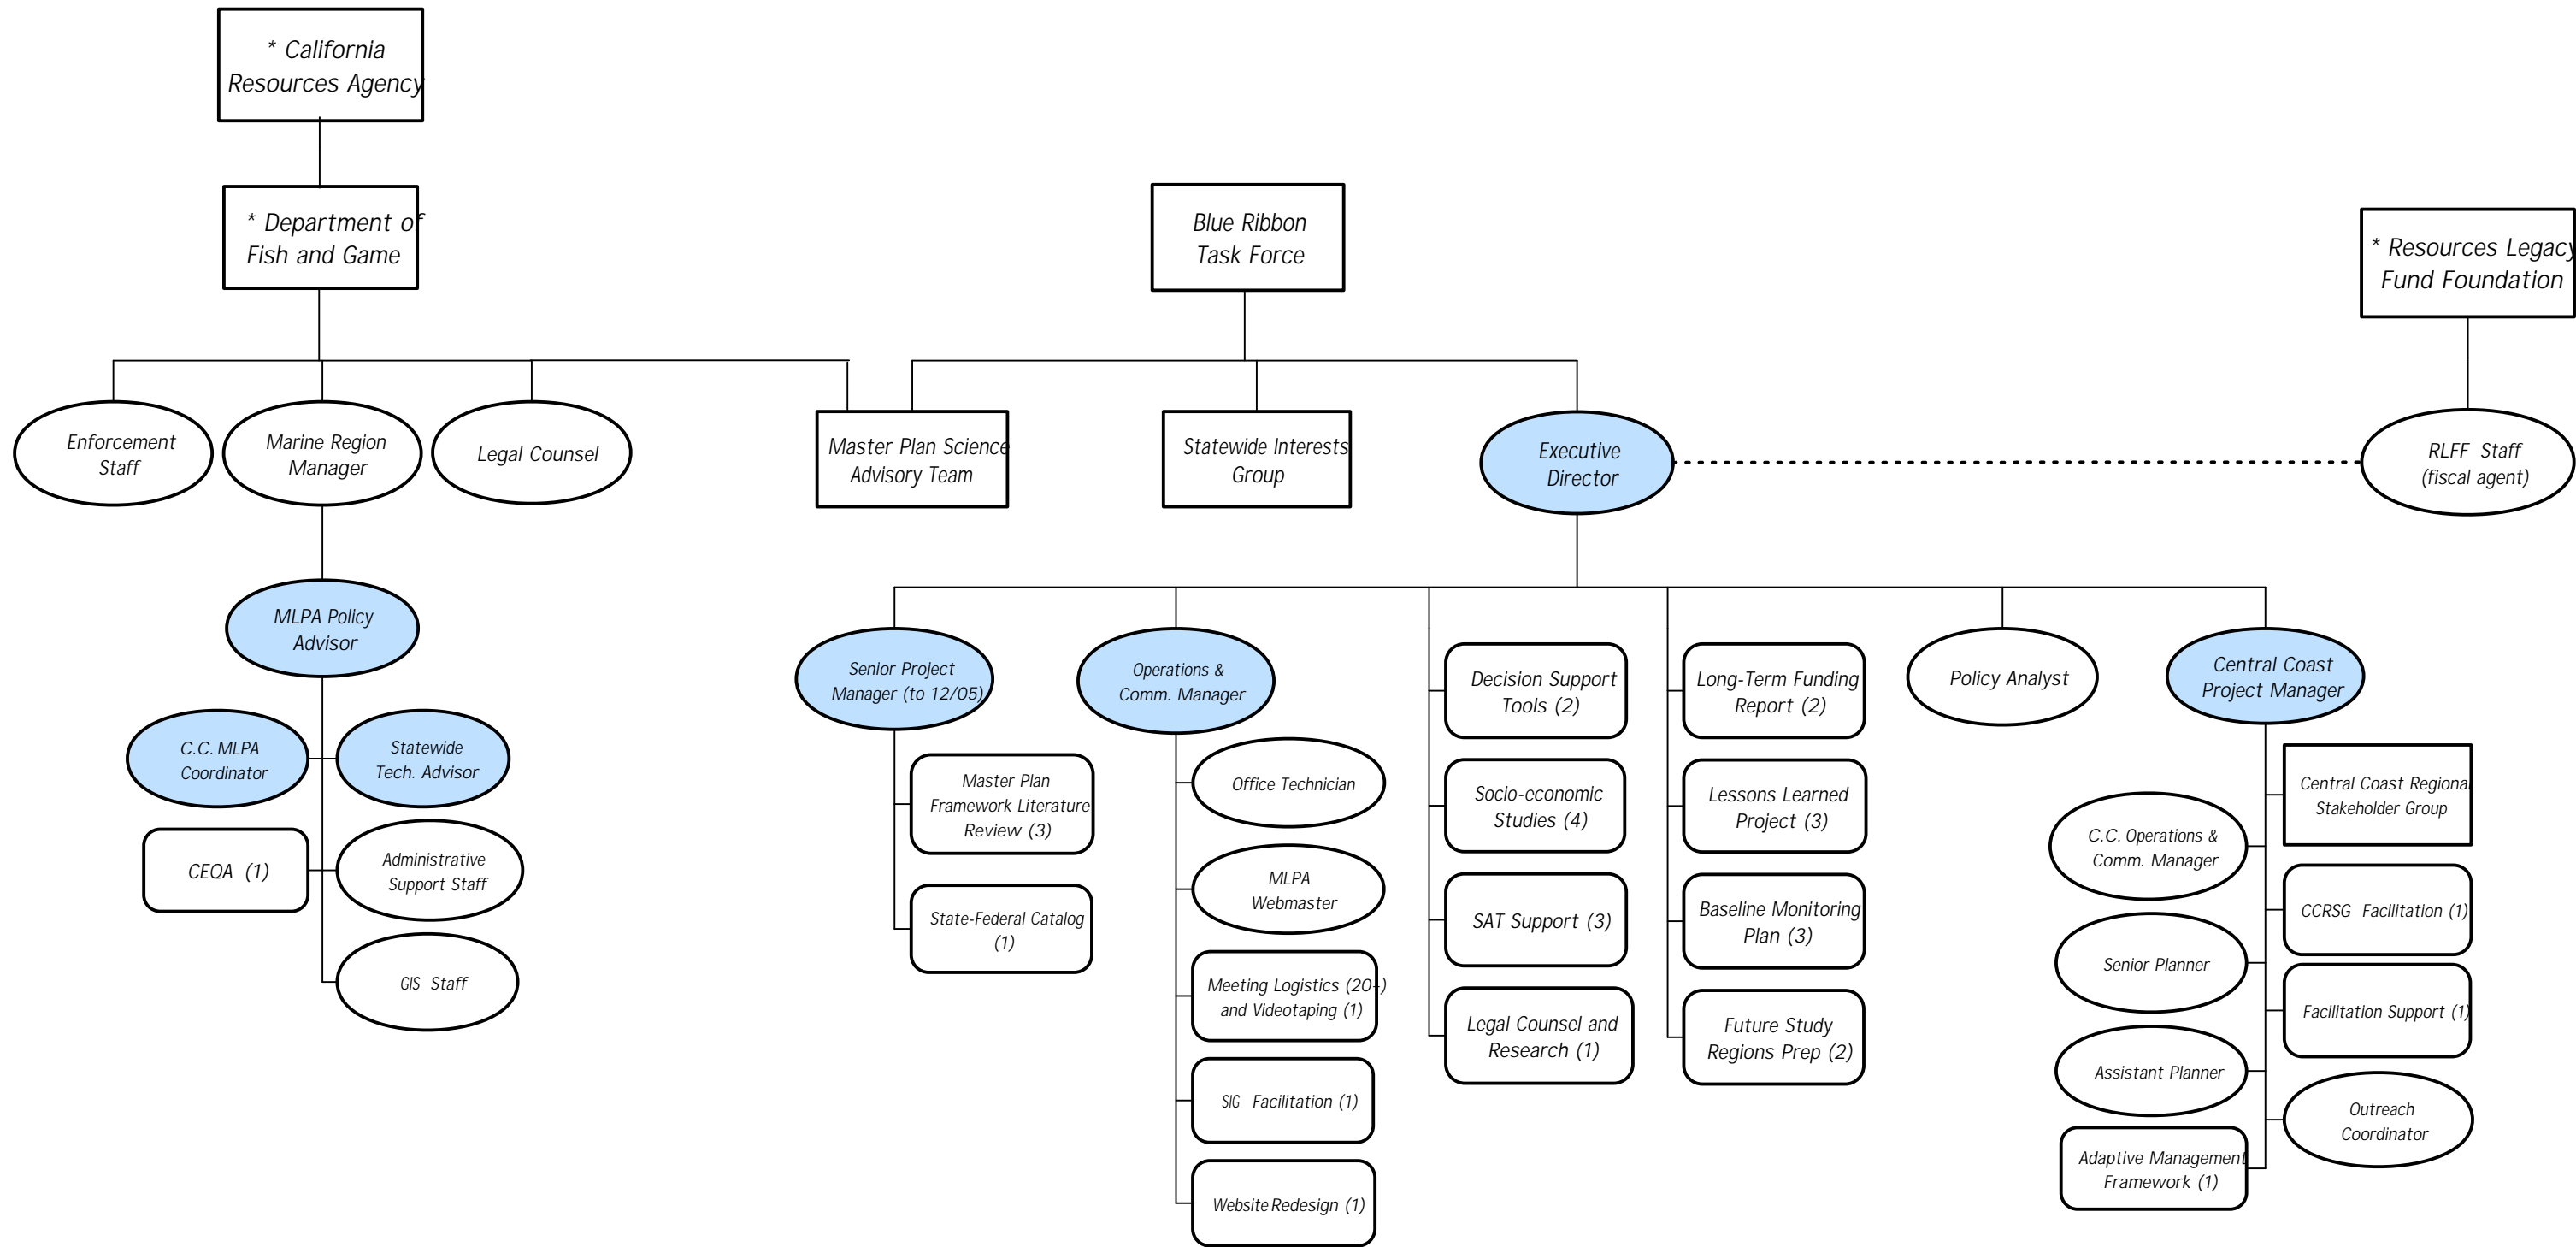 * California
Resources Agency
* Department of
Fish and Game
Blue Ribbon
Task Force
* Resources Legacy
Fund Foundation
Enforcement
Staff
Marine Region
Manager
Legal Counsel
Master Plan Science
Advisory Team
Statewide Interests
Group
Executive
Director
RLFF Staff
(fiscal agent)
MLPA Policy
Advisor
C.C. MLPA
Coordinator
Statewide
Tech. Advisor
CEQA (1)
Administrative
Support Staff
GIS Staff
Senior Project
Manager (to 12/05)
Master Plan
Framework Literature
Review (3)
State-Federal Catalog
(1)
Operations &
Comm. Manager
Office Technician
MLPA
Webmaster
Meeting Logistics (20+)
and Videotaping (1)
SIG Facilitation (1)
Website Redesign (1)
Decision Support
Tools (2)
Socio-economic
Studies (4)
SAT Support (3)
Legal Counsel and
Research (1)
Long-Term Funding
Report (2)
Lessons Learned
Project (3)
Baseline Monitoring
Plan (3)
Future Study
Regions Prep (2)
Policy Analyst
Central Coast
Project Manager
C.C. Operations &
Comm. Manager
Senior Planner
Assistant Planner
Adaptive Management
Framework (1)
Central Coast Regional
Stakeholder Group
CCRSG Facilitation (1)
Facilitation Support (1)
Outreach
Coordinator